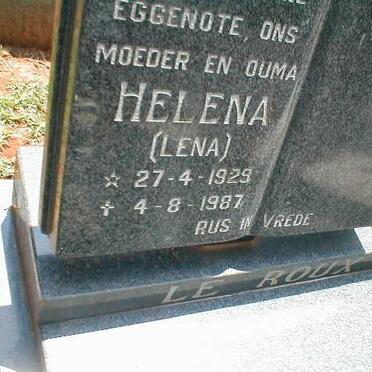 EGGENOTE, ONS
MOEDER EN OUMA
HELENA
(LENA)
☆ 27-4-1929
✝ 4-8-1987
RUS IN VREDE
LE ROUX